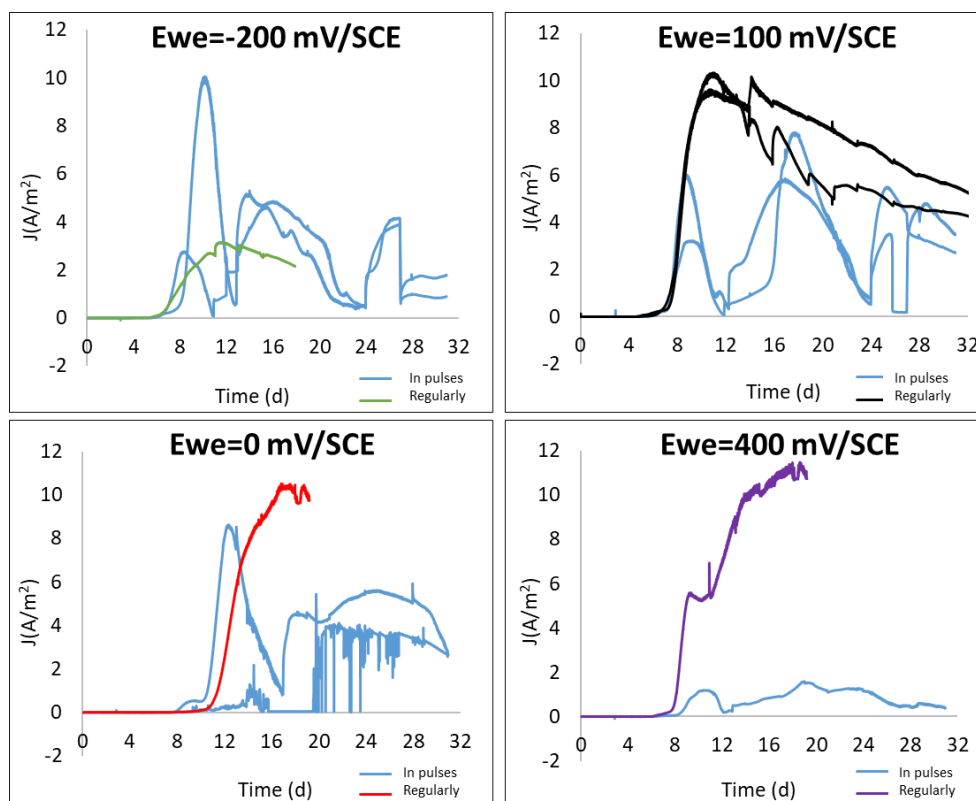 Ewe=-200 mV/SCE
12
10
8
6
4
2
0
-2
J(A/m²)
0 4 8 12 16 20 24 28 32
Time (d)
In pulses
Regularly
Ewe=100 mV/SCE
12
10
8
6
4
2
0
-2
J(A/m²)
0 4 8 12 16 20 24 28 32
Time (d)
In pulses
Regularly
Ewe=0 mV/SCE
12
10
8
6
4
2
0
-2
J(A/m²)
0 4 8 12 16 20 24 28 32
Time (d)
In pulses
Regularly
Ewe=400 mV/SCE
12
10
8
6
4
2
0
-2
J(A/m²)
0 4 8 12 16 20 24 28 32
Time (d)
In pulses
Regularly